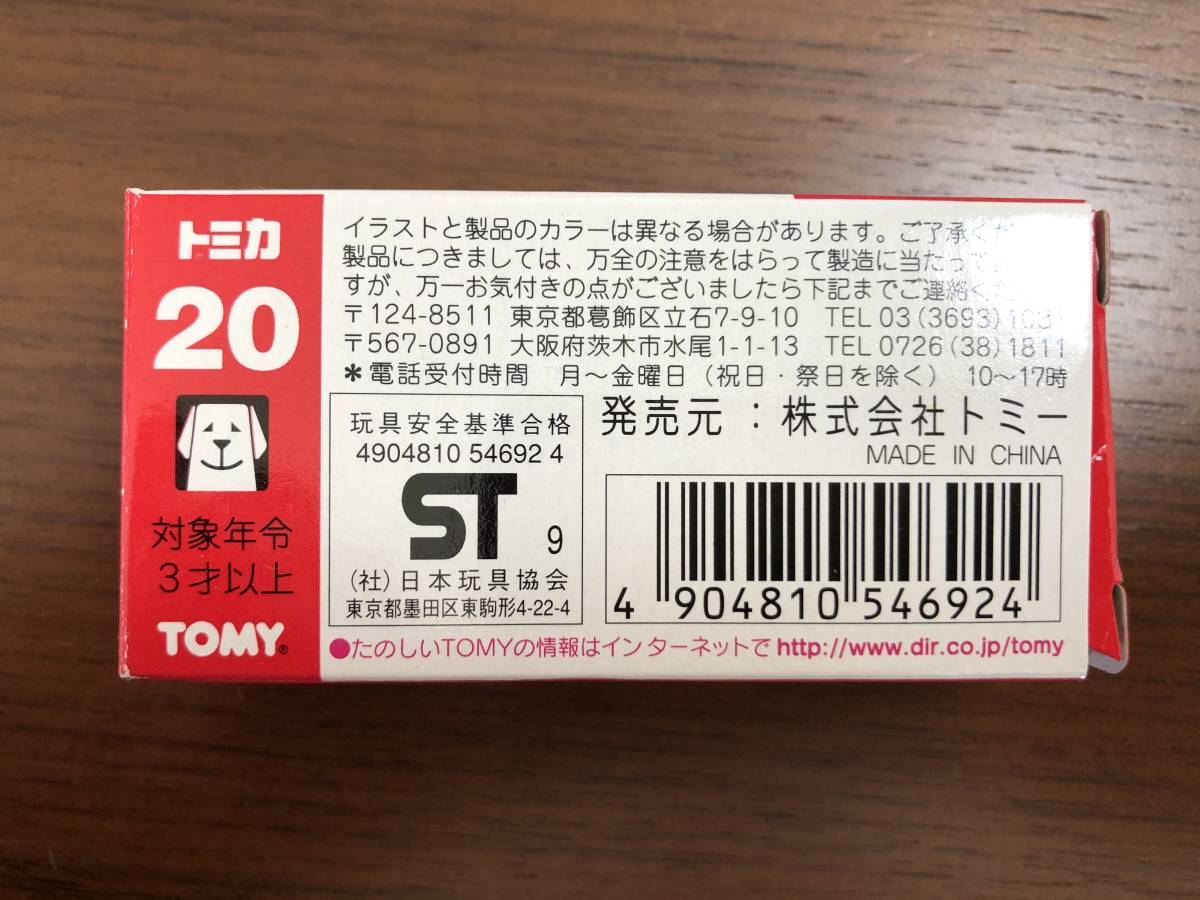 トミカ
20
対象年令
3才以上
TOMY®
イラストと製品のカラーは異なる場合があります。ご了承くだ
製品につきましては、万全の注意をはらって製造に当たって
すが、万一お気付きの点がございましたら下記までご連絡くだ
〒124-8511 東京都葛飾区立石7-9-10 TEL 03 (3693)
〒567-0891 大阪府茨木市水尾1-1-13 TEL 0726 (38) 1811
*電話受付時間 月~金曜日(祝日・祭日を除く) 10~17時
玩具安全基準合格
4904810 54692 4
ST 9
(社)日本玩具協会
東京都墨田区東駒形4-22-4
発売元:株式会社トミー
MADE IN CHINA
4 904810 546924
●たのしいTOMYの情報はインターネットで http://www.dir.co.jp/tomy